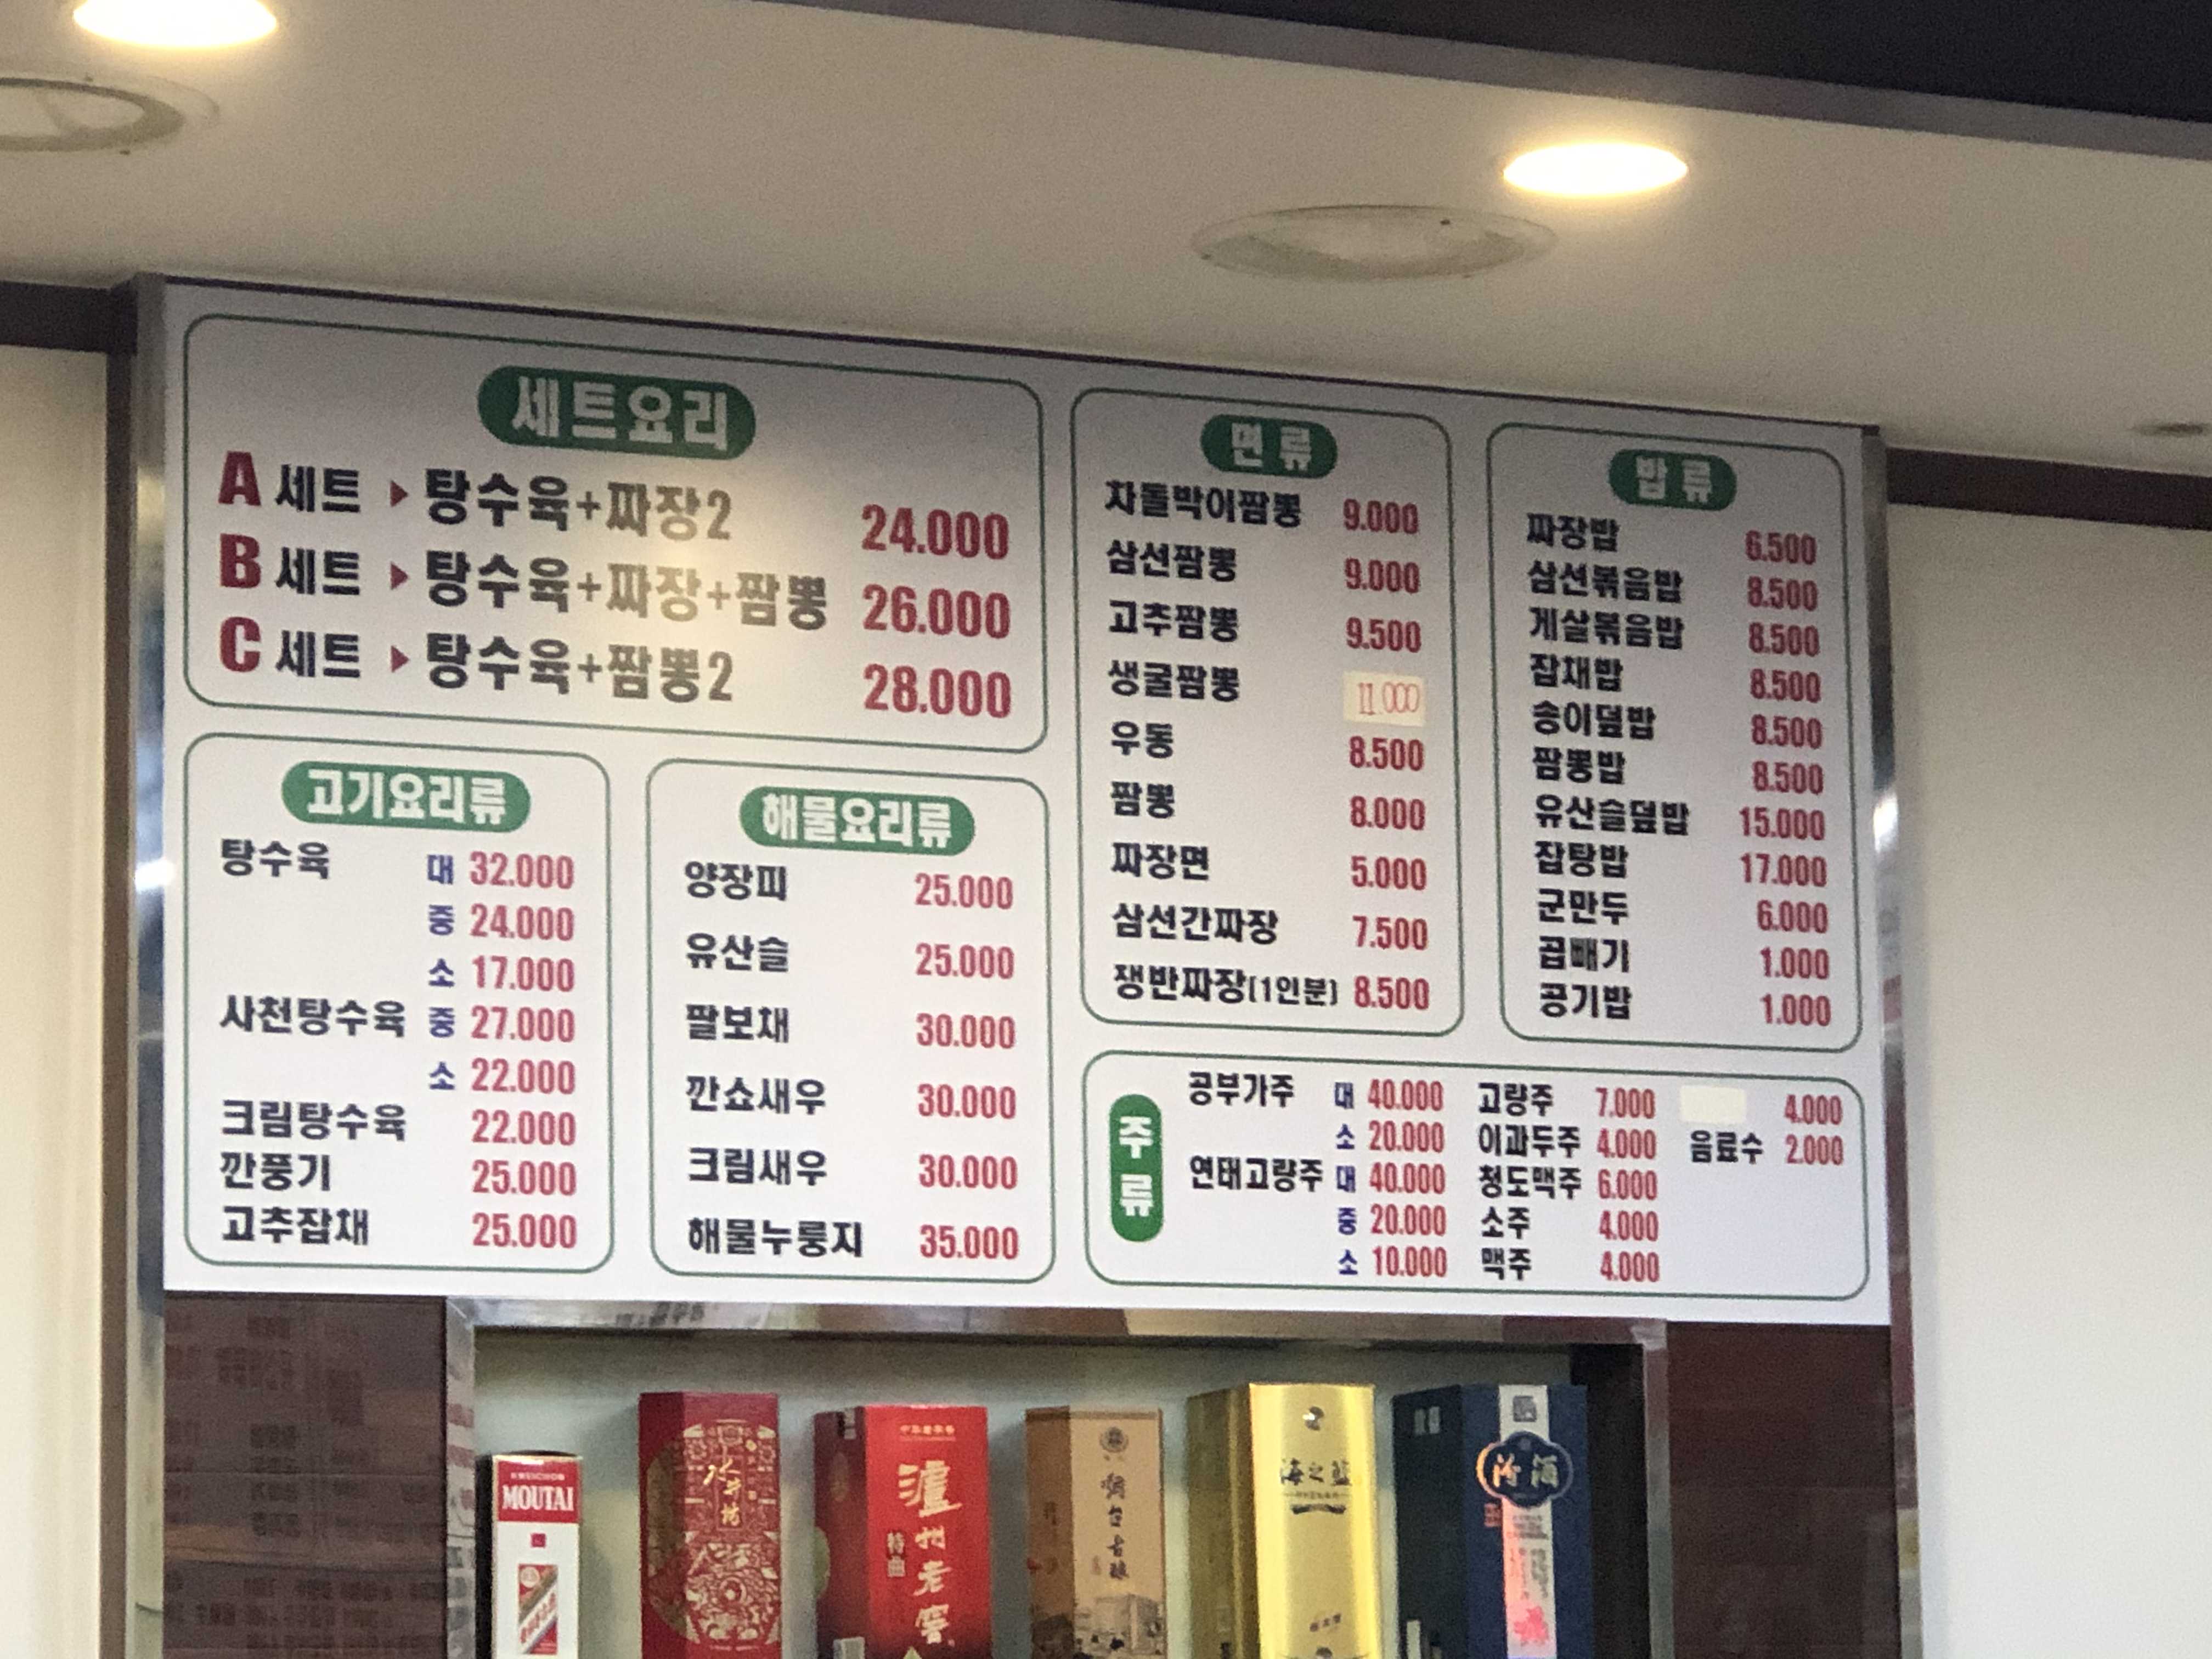 세트요리
A 세트 ▶ 탕수육+짜장2 24.000
B 세트 ▶ 탕수육+짜장+짬뽕 26.000
C 세트 ▶ 탕수육+짬뽕2 28.000
고기요리류
탕수육 대 32.000
중 24.000
소 17.000
사천탕수육 중 27.000
소 22.000
크림탕수육 22.000
깐풍기 25.000
고추잡채 25.000
해물요리류
양장피 25.000
유산슬 25.000
팔보채 30.000
깐쇼새우 30.000
크림새우 30.000
해물누룽지 35.000
면 류
차돌박이짬뽕 9.000
삼선짬뽕 9.000
고추짬뽕 9.500
생굴짬뽕 11.000
우동 8.500
짬뽕 8.000
짜장면 5.000
삼선간짜장 7.500
쟁반짜장(1인분) 8.500
밥 류
짜장밥 6.500
삼선볶음밥 8.500
게살볶음밥 8.500
잡채밥 8.500
송이덮밥 8.500
짬뽕밥 8.500
유산슬덮밥 15.000
잡탕밥 17.000
군만두 6.000
곱빼기 1.000
공기밥 1.000
주류
공부가주 대 40.000
소 20.000
연태고량주 대 40.000
중 20.000
소 10.000
고량주 7.000
이과두주 4.000
청도맥주 6.000
소주 4.000
맥주 4.000
4.000
음료수 2.000
KWEICHOW
MOUTAI
水井坊
瀘州老窖
特曲
海之藍
汾酒